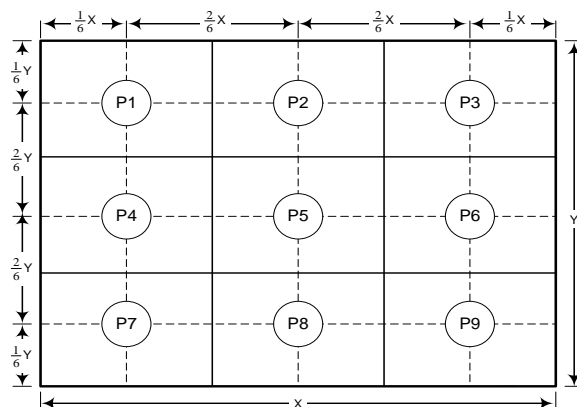 1/6 X 2/6 X 2/6 X 1/6 X
1/6 Y
P1 P2 P3
2/6 Y
P4 P5 P6
Y
2/6 Y
P7 P8 P9
1/6 Y
X